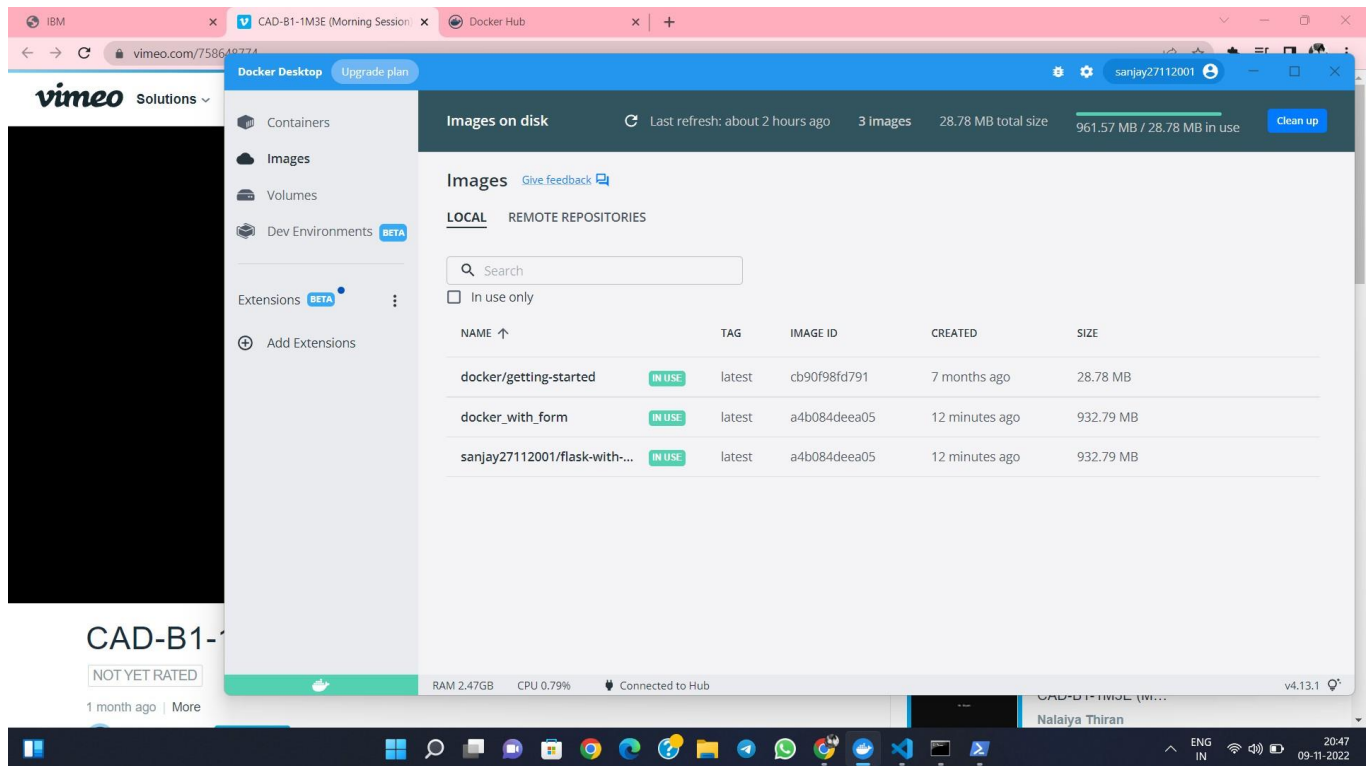 IBM
CAD-B1-1M3E (Morning Session)
Docker Hub
vimeo.com/758648774
Docker Desktop Upgrade plan sanjay27112001
vimeo Solutions
Containers
Images
Volumes
Dev Environments BETA
Extensions BETA
Add Extensions
Images on disk Last refresh: about 2 hours ago 3 images 28.78 MB total size 961.57 MB / 28.78 MB in use Clean up
Images Give feedback
LOCAL REMOTE REPOSITORIES
Search
In use only
NAME TAG IMAGE ID CREATED SIZE
docker/getting-started IN USE latest cb90f98fd791 7 months ago 28.78 MB
docker_with_form IN USE latest a4b084deea05 12 minutes ago 932.79 MB
sanjay27112001/flask-with-... IN USE latest a4b084deea05 12 minutes ago 932.79 MB
RAM 2.47GB CPU 0.79% Connected to Hub v4.13.1
CAD-B1-1
NOT YET RATED
1 month ago | More
CAD-B1-1M3E (M...
Nalaiya Thiran
ENG
IN
20:47
09-11-2022